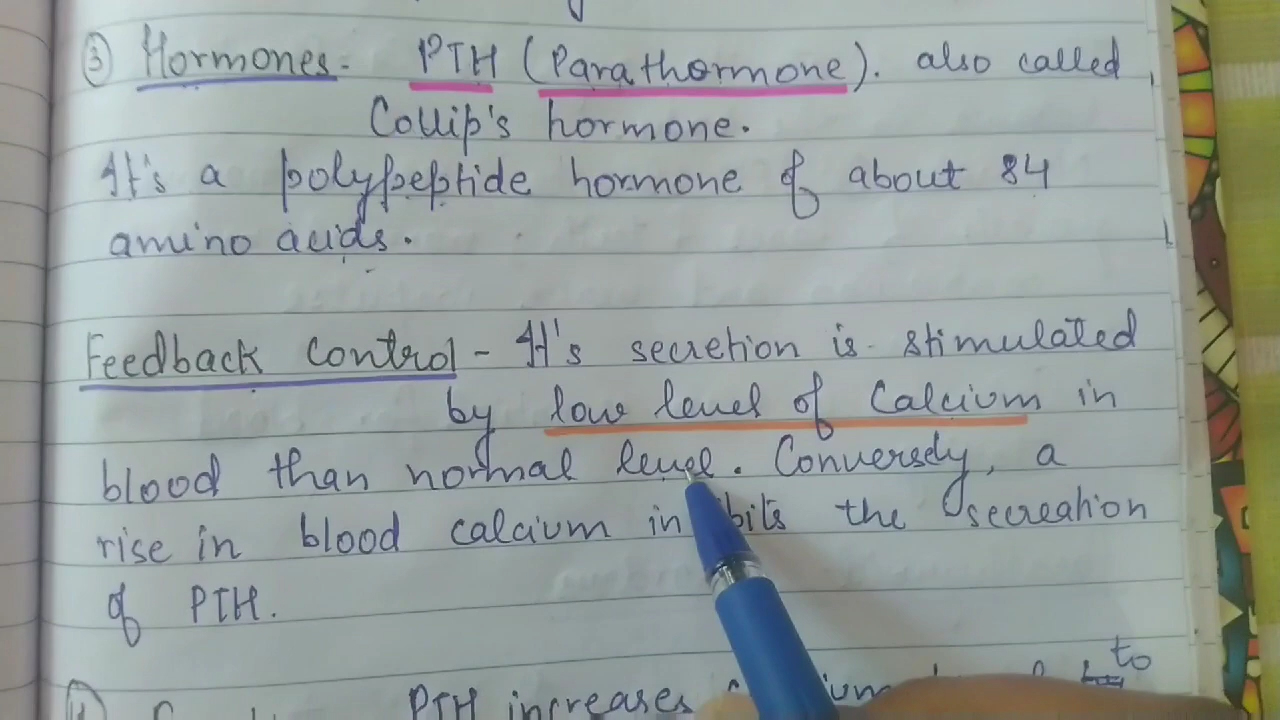 ③ Hormones - PTH (Parathormone). also called
Collip's hormone.
It's a polypeptide hormone of about 84
amino acids.
Feedback control - It's secretion is stimulated
by low level of Calcium in
blood than normal level. Conversely, a
rise in blood calcium the secreation
of PTH.
to
PTH increases